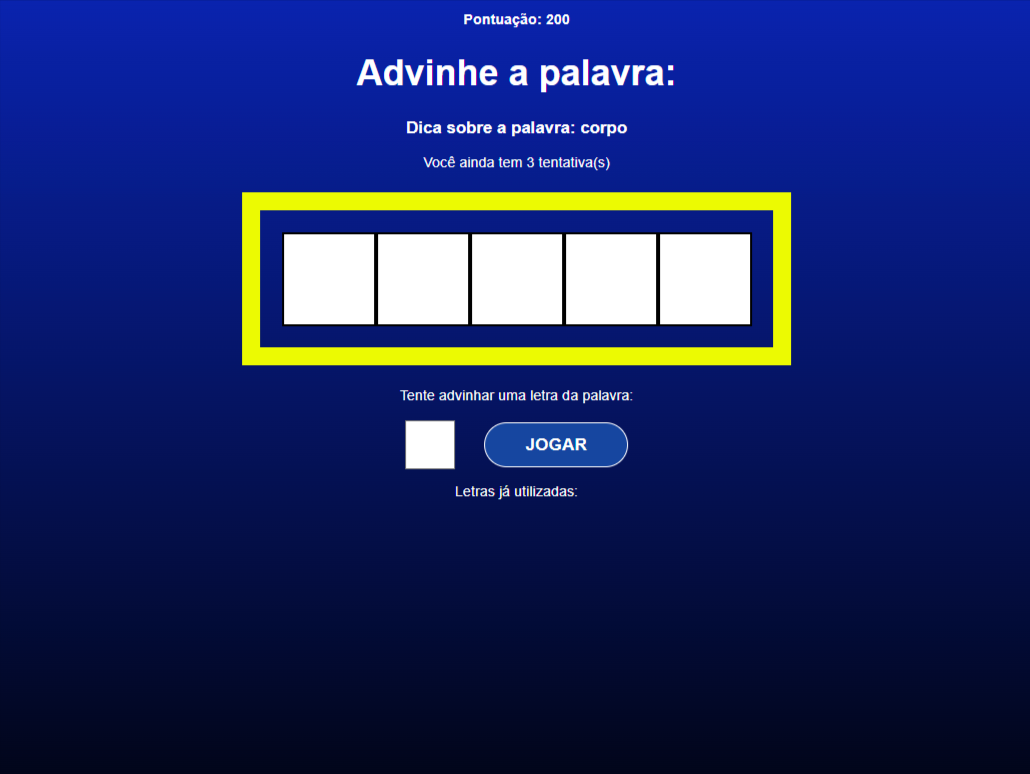 Pontuação: 200
Advinhe a palavra:
Dica sobre a palavra: corpo
Você ainda tem 3 tentativa(s)
Tente advinhar uma letra da palavra:
JOGAR
Letras já utilizadas: